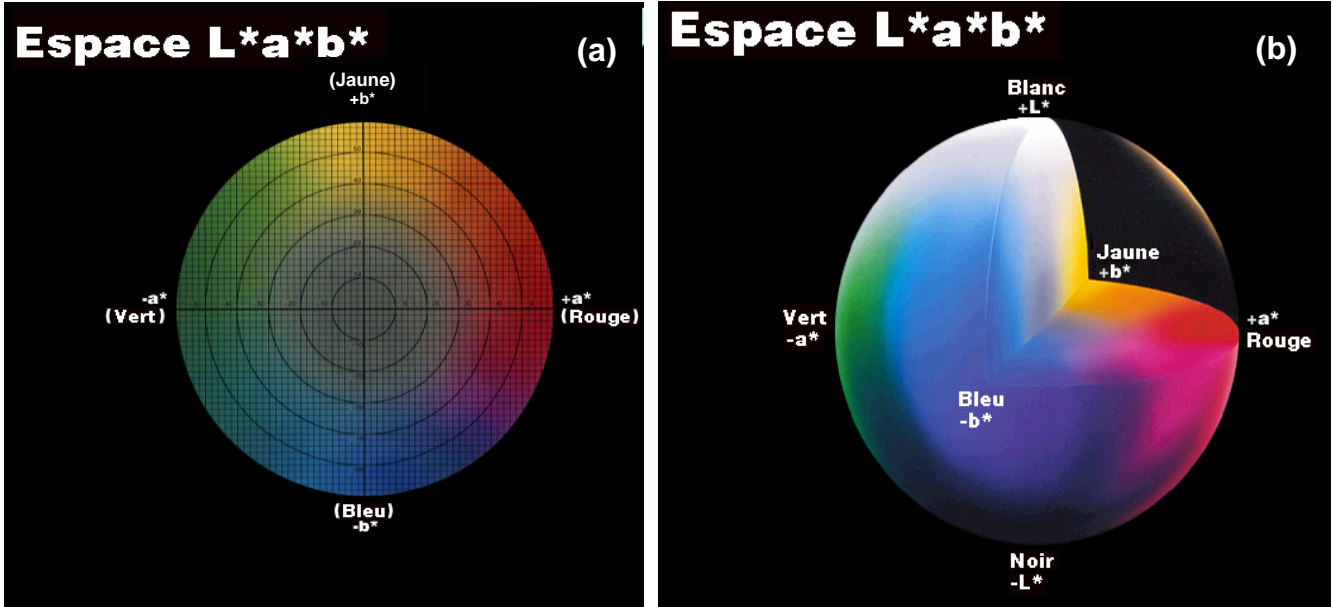 Espace L*a*b*
(a)
(Jaune)
+b*
-a*
(Vert)
+a*
(Rouge)
(Bleu)
-b*
Espace L*a*b*
(b)
Blanc
+L*
Jaune
+b*
Vert
-a*
+a*
Rouge
Bleu
-b*
Noir
-L*